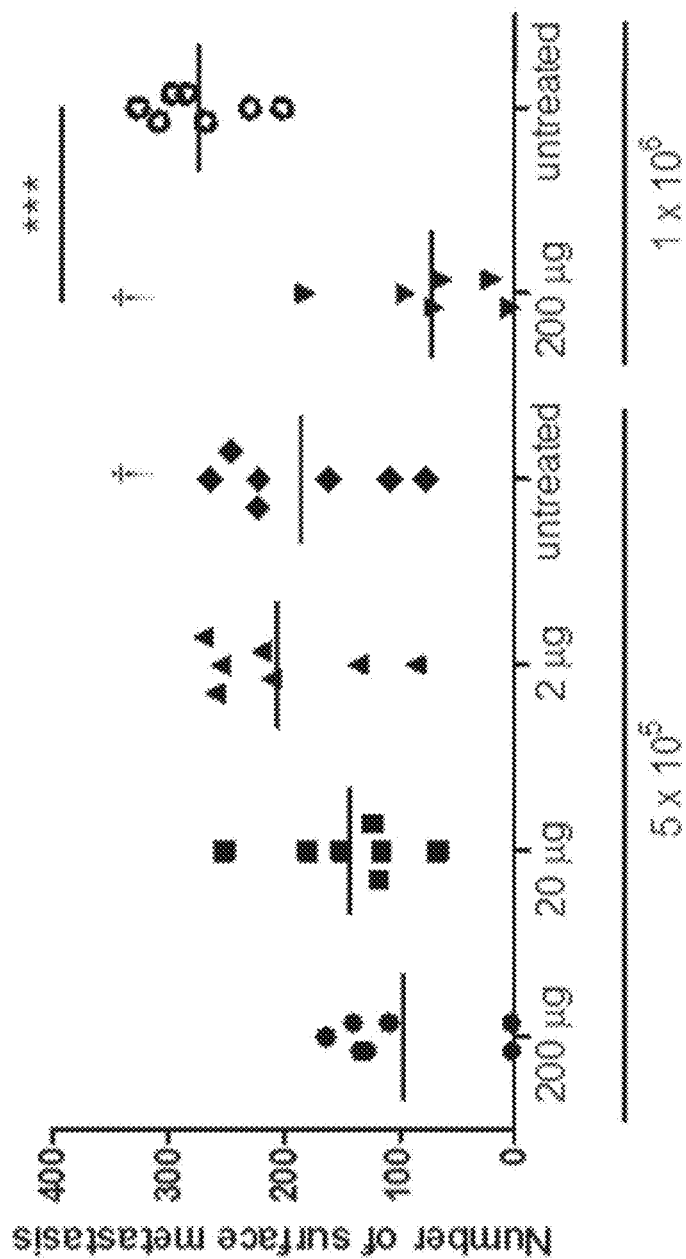 ***
† †
400
300
200
100
0
Number of surface metastasis
200 µg 20 µg 2 µg untreated 200 µg untreated
5 x 10⁵ 1 x 10⁶